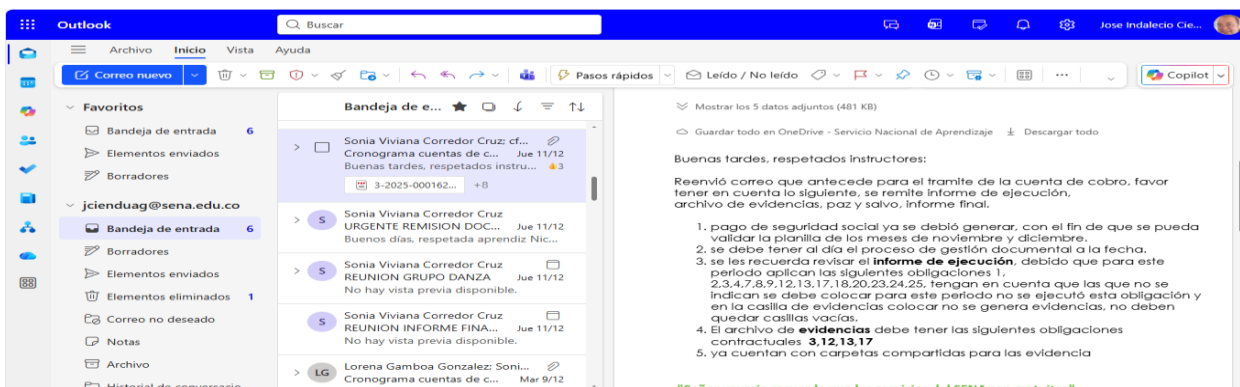 Outlook
Buscar
Jose Indalecio Cie...
Archivo Inicio Vista Ayuda
Correo nuevo
Pasos rápidos
Leído / No leído
Copilot
Favoritos
Bandeja de entrada 6
Elementos enviados
Borradores
jcienduag@sena.edu.co
Bandeja de entrada 6
Borradores
Elementos enviados
Elementos eliminados 1
Correo no deseado
Notas
Archivo
Historial de conversacio
Bandeja de e...
Sonia Viviana Corredor Cruz; cf...
Cronograma cuentas de c... Jue 11/12
Buenas tardes, respetados instru... 3
3-2025-000162... +8
S
Sonia Viviana Corredor Cruz
URGENTE REMISION DOC... Jue 11/12
Buenos días, respetada aprendiz Nic...
S
Sonia Viviana Corredor Cruz
REUNION GRUPO DANZA Jue 11/12
No hay vista previa disponible.
S
Sonia Viviana Corredor Cruz
REUNION INFORME FINA... Jue 11/12
No hay vista previa disponible.
LG
Lorena Gamboa Gonzalez; Soni...
Cronograma cuentas de c... Mar 9/12
Mostrar los 5 datos adjuntos (481 KB)
Guardar todo en OneDrive - Servicio Nacional de Aprendizaje Descargar todo
Buenas tardes, respetados instructores:
Reenvió correo que antecede para el tramite de la cuenta de cobro, favor
tener en cuenta lo siguiente, se remite informe de ejecución,
archivo de evidencias, paz y salvo, informe final.
1. pago de seguridad social ya se debió generar, con el fin de que se pueda
validar la planilla de los meses de noviembre y diciembre.
2. se debe tener al día el proceso de gestión documental a la fecha.
3. se les recuerda revisar el informe de ejecución, debido que para este
periodo aplican las siguientes obligaciones 1,
2,3,4,7,8,9,12,13,17,18,20,23,24,25, tengan en cuenta que las que no se
indican se debe colocar para este periodo no se ejecutó esta obligación y
en la casilla de evidencias colocar no se genera evidencias, no deben
quedar casillas vacías.
4. El archivo de evidencias debe tener las siguientes obligaciones
contractuales 3,12,13,17
5. ya cuentan con carpetas compartidas para las evidencia